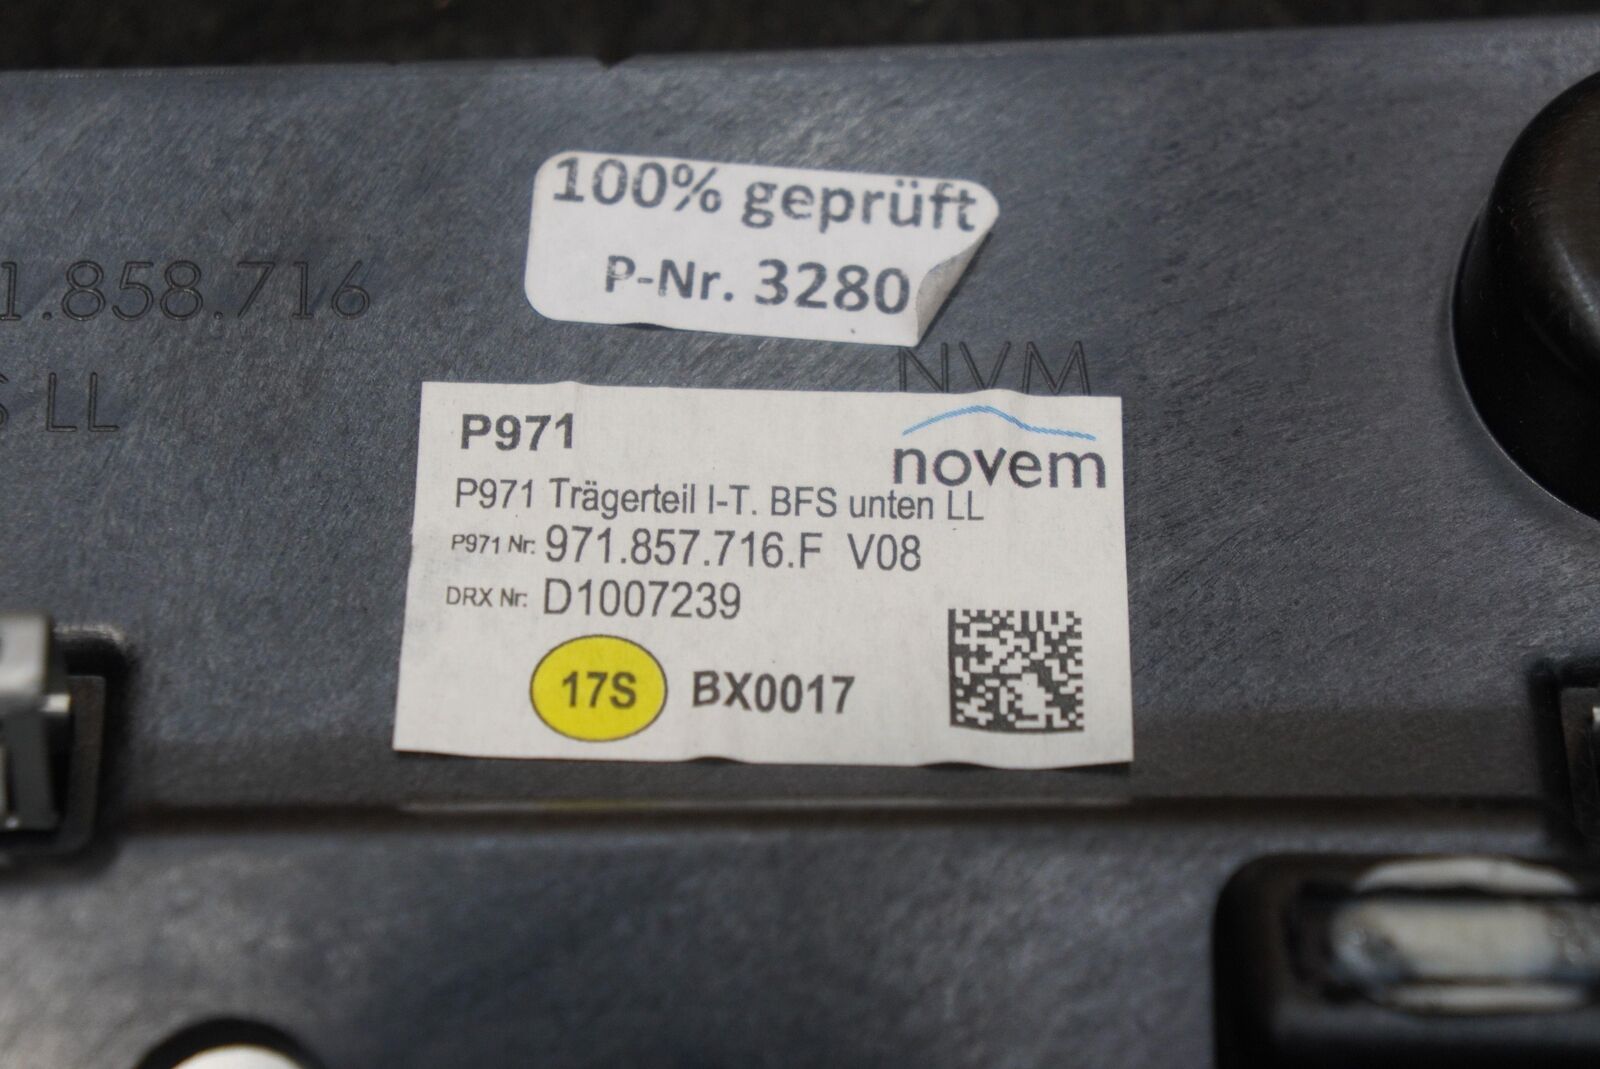 100% geprüft
P-Nr. 3280
1.858.716
S LL
NVM
P971
novem
P971 Trägerteil I-T. BFS unten LL
P971 Nr: 971.857.716.F V08
DRX Nr: D1007239
17S BX0017